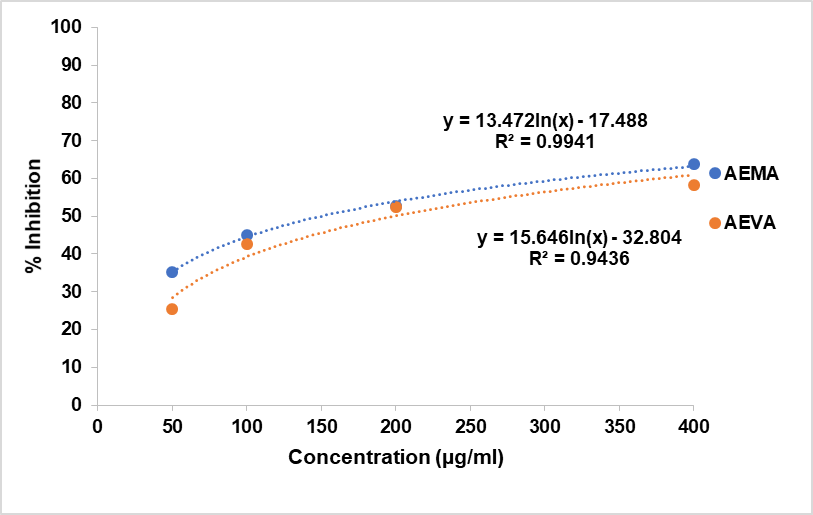 100
90
80
70
60
50
40
30
20
10
0
% Inhibition
y = 13.472ln(x) - 17.488
R² = 0.9941
y = 15.646ln(x) - 32.804
R² = 0.9436
AEMA
AEVA
0 50 100 150 200 250 300 350 400
Concentration (µg/ml)